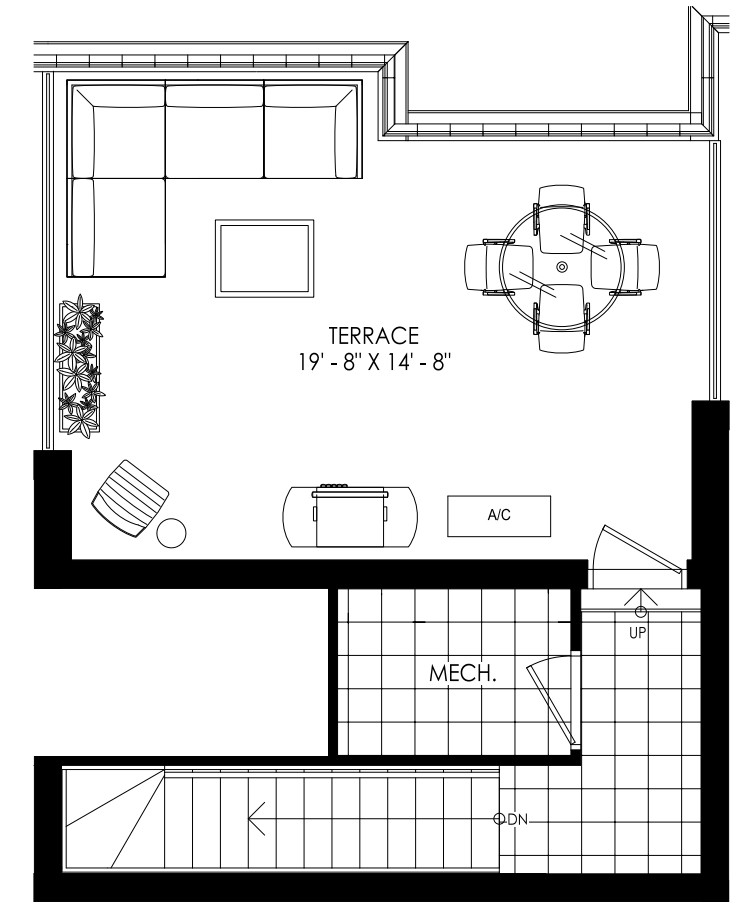 TERRACE
19' - 8" X 14' - 8"
A/C
UP
MECH.
DN